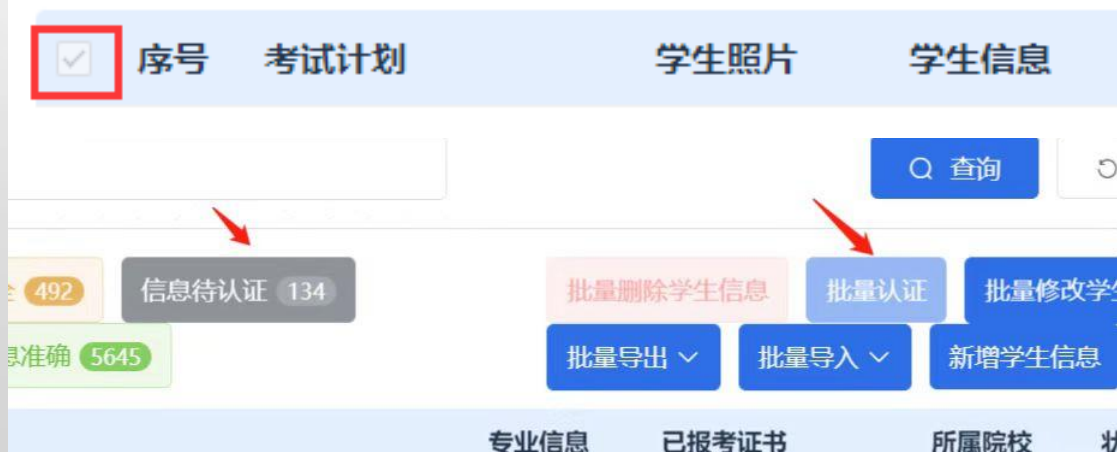 序号 考试计划 学生照片 学生信息
查询
492 信息待认证 134 批量删除学生信息 批量认证 批量修改学生
息准确 5645 批量导出 批量导入 新增学生信息
专业信息 已报考证书 所属院校 状